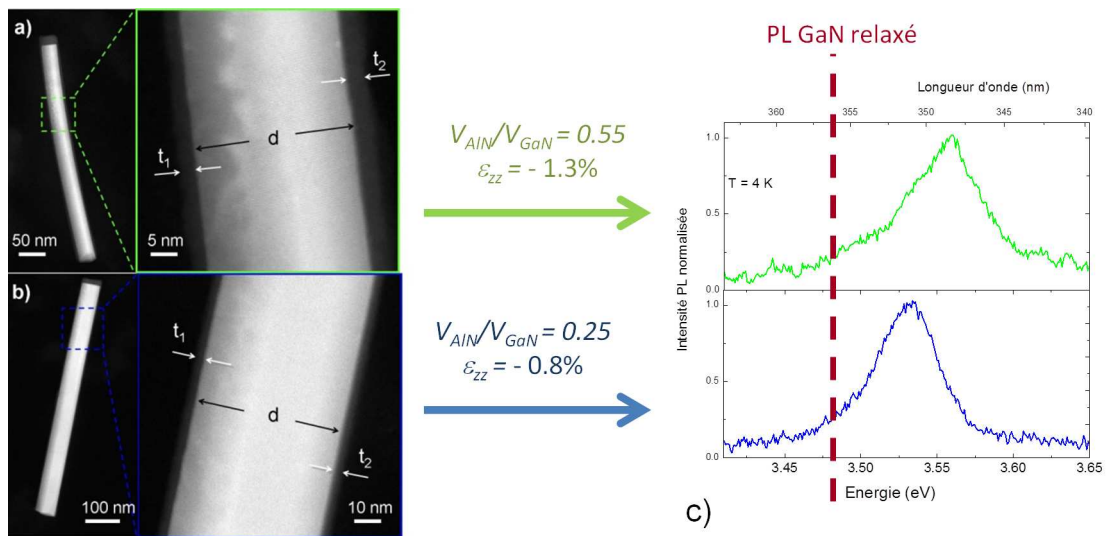 a)
t1
d
t2
50 nm
5 nm
b)
t1
d
t2
100 nm
10 nm
VAlN/VGaN = 0.55
εzz = - 1.3%
VAlN/VGaN = 0.25
εzz = - 0.8%
PL GaN relaxé
Longueur d'onde (nm)
360 355 350 345 340
1.0
T = 4 K
0.5
0.0
1.0
0.5
0.0
Intensité PL normalisée
3.45 3.50 3.55 3.60 3.65
Energie (eV)
c)